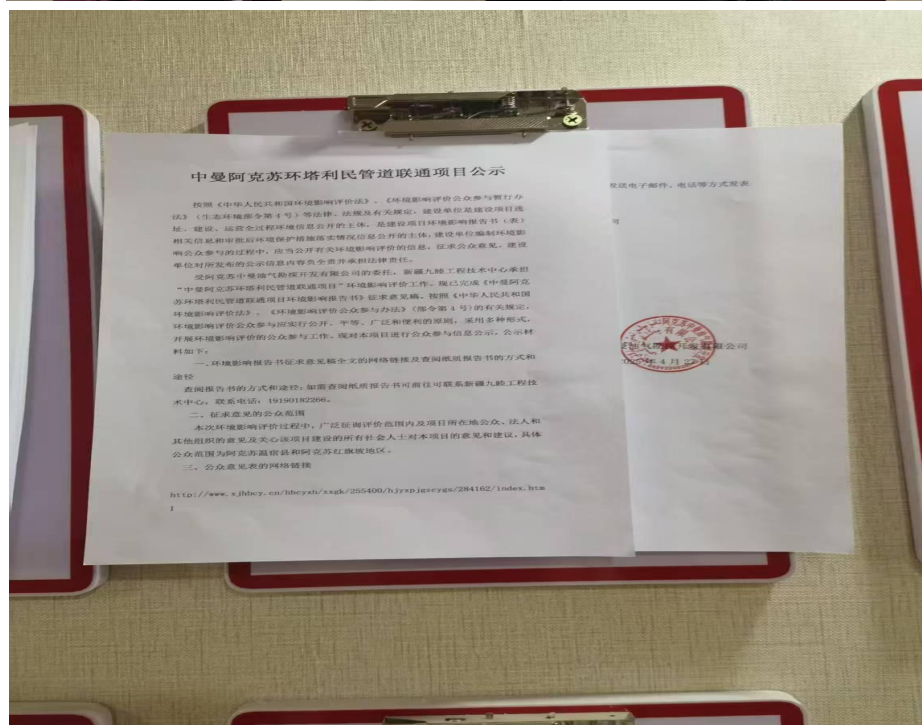 中曼阿克苏环塔利民管道联通项目公示
按照《中华人民共和国环境影响评价法》、《环境影响评价公众参与暂行办
法》（生态环境部令第4号）等法律、法规及有关规定，建设单位是建设项目选
址、建设、运营全过程环境信息公开的主体，是建设项目环境影响报告书（表）
相关信息和审批后环境保护措施落实情况信息公开的主体，建设单位编制环境影
响公众参与的过程中，应当公开有关环境影响评价的信息，征求公众意见，建设
单位对所发布的公示信息内容负全责并承担法律责任。
受阿克苏中曼油气勘探开发有限公司的委托，新疆九睦工程技术中心承担
“中曼阿克苏环塔利民管道联通项目”环境影响评价工作。现已完成《中曼阿克
苏环塔利民管道联通项目环境影响报告书》征求意见稿。按照《中华人民共和国
环境影响评价法》、《环境影响评价公众参与办法》（部令第4号）的有关规定，
环境影响评价公众参与应实行公开、平等、广泛和便利的原则，采用多种形式，
开展环境影响评价的公众参与工作。现对本项目进行公众参与信息公示，公示材
料如下：
一、环境影响报告书征求意见稿全文的网络链接及查阅纸质报告书的方式和
途径
查阅报告书的方式和途径：如需查阅纸质报告书可前往可联系新疆九睦工程技
术中心，联系电话：19190182266。
二、征求意见的公众范围
本次环境影响评价过程中，广泛征询评价范围内及项目所在地公众、法人和
其他组织的意见及关心该项目建设的所有社会人士对本项目的意见和建议，具体
公众范围为阿克苏温宿县和阿克苏红旗坡地区。
三、公众意见表的网络链接
http://www.xjhbcy.cn/hbcyxh/xxgk/255400/hjyxpjgzcygs/284162/index.htm
l
发送电子邮件、电话等方式发表
司
开发有限公司
年4月22日